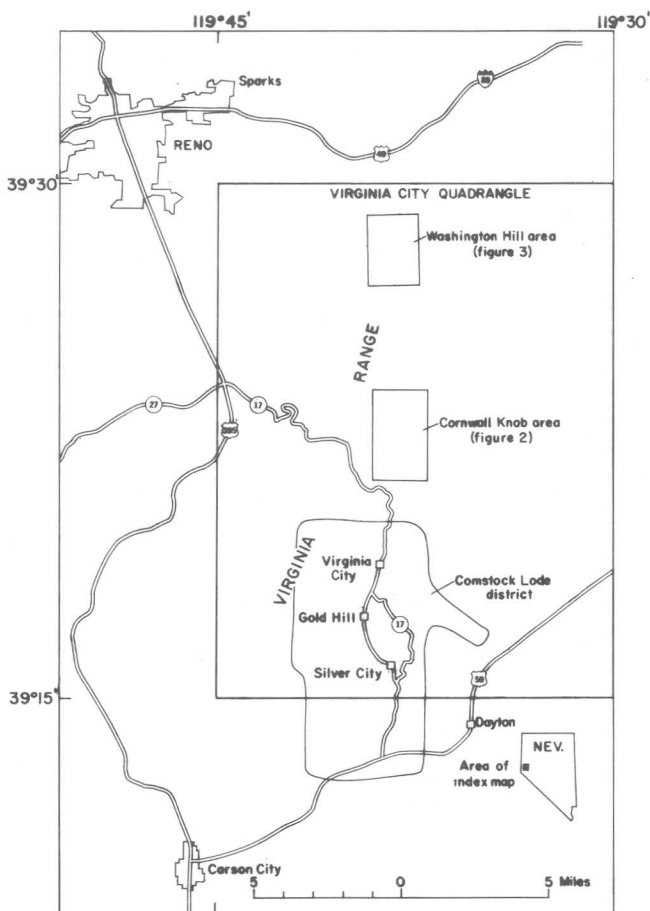 119°45'
119°30'
Sparks
80
RENO
40
39°30'
VIRGINIA CITY QUADRANGLE
Washington Hill area
(figure 3)
RANGE
27
17
395
Cornwall Knob area
(figure 2)
VIRGINIA
Virginia
City
Comstock Lode
district
Gold Hill
17
Silver City
50
39°15'
Dayton
NEV.
Area of
index map
Carson City
5
0
5 Miles